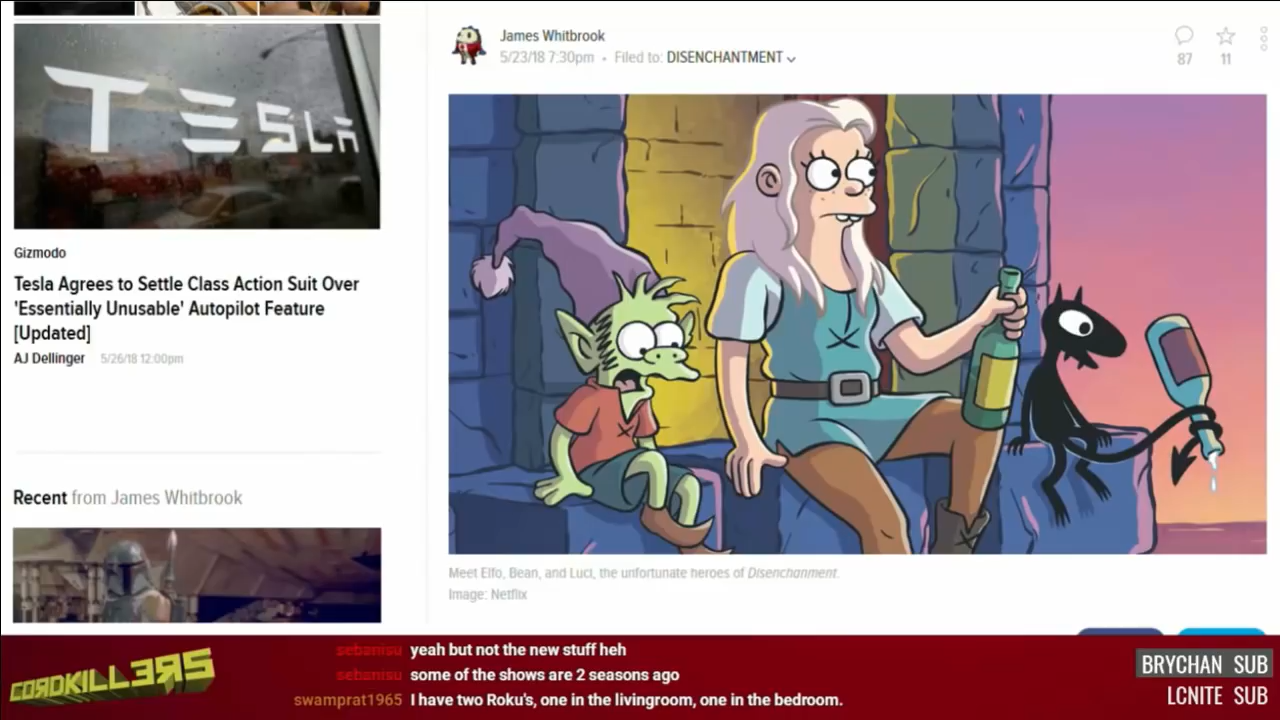 TESLA
Gizmodo
Tesla Agrees to Settle Class Action Suit Over
'Essentially Unusable' Autopilot Feature
[Updated]
AJ Dellinger 5/26/18 12:00pm
Recent from James Whitbrook
James Whitbrook
5/23/18 7:30pm • Filed to: DISENCHANTMENT
87 11
Meet Elfo, Bean, and Luci, the unfortunate heroes of Disenchanment.
Image: Netflix
CORDKILLERS
sebanisu yeah but not the new stuff heh
sebanisu some of the shows are 2 seasons ago
swamprat1965 I have two Roku's, one in the livingroom, one in the bedroom.
BRYCHAN SUB
LCNITE SUB